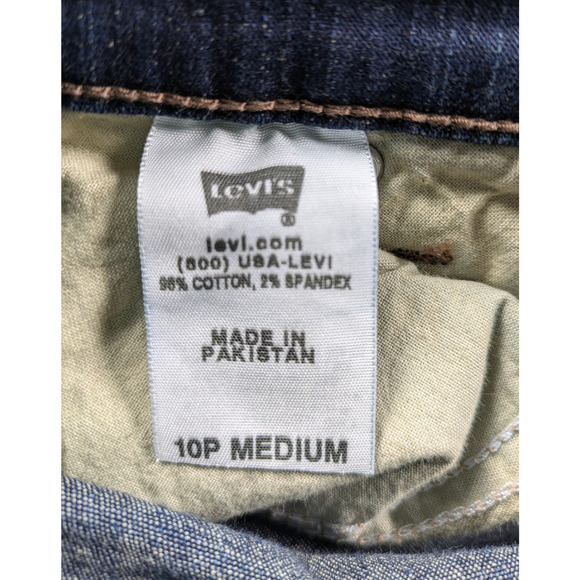 LEVI'S
®
levi.com
(800) USA-LEVI
98% COTTON, 2% SPANDEX
MADE IN
PAKISTAN
10P MEDIUM